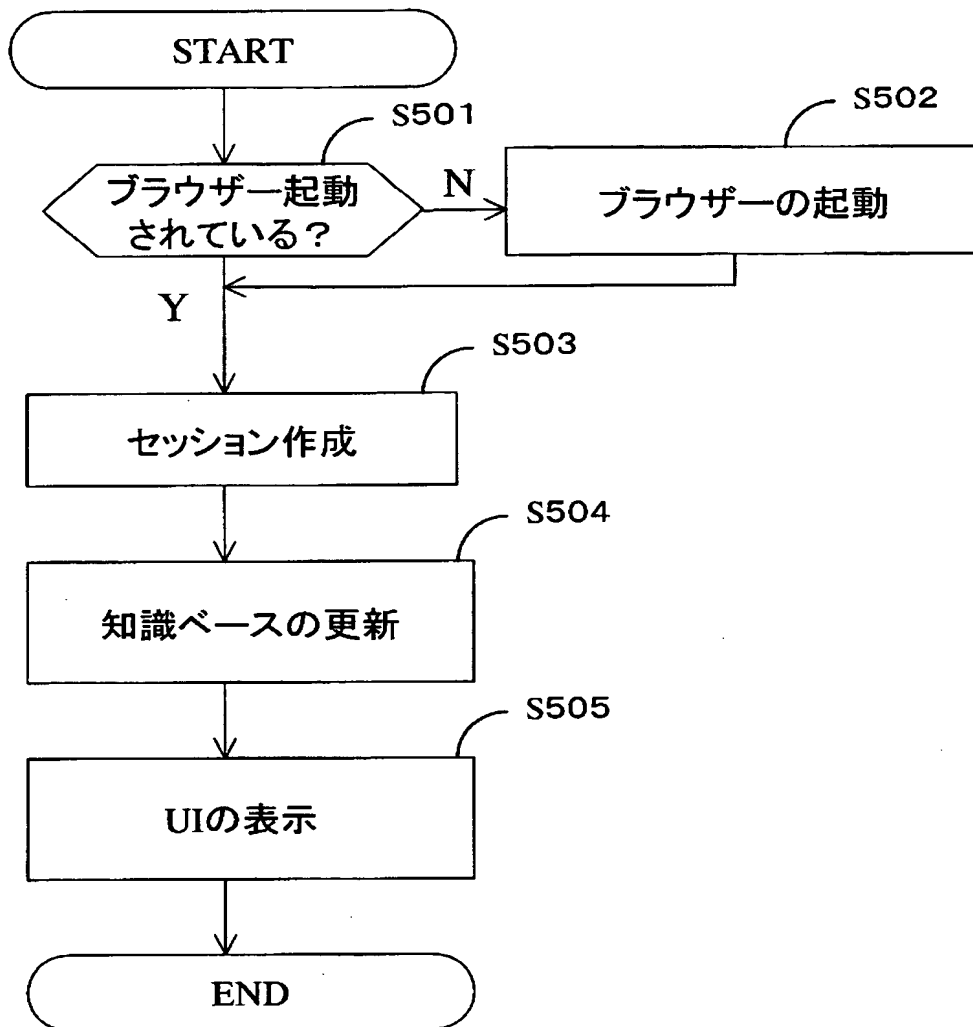 START
S501
S502
ブラウザー起動
されている？
N
ブラウザーの起動
Y
S503
セッション作成
S504
知識ベースの更新
S505
UIの表示
END